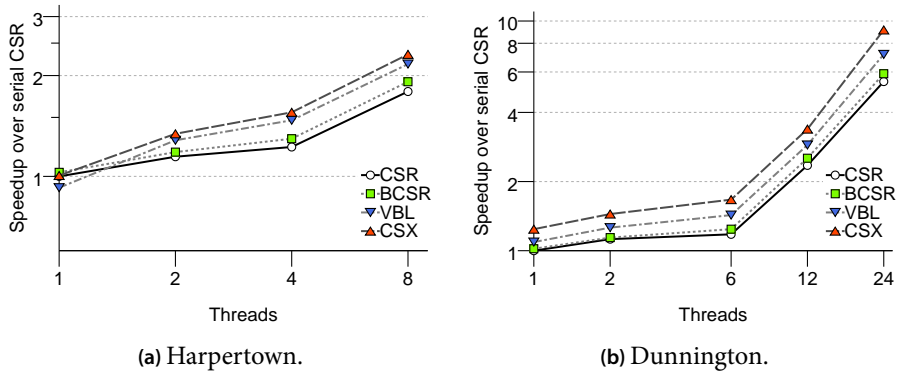 Speedup over serial CSR
3
2
1
CSR
BCSR
VBL
CSX
1 2 4 8
Threads
(a) Harpertown.
Speedup over serial CSR
10
8
6
4
2
1
CSR
BCSR
VBL
CSX
1 2 6 12 24
Threads
(b) Dunnington.